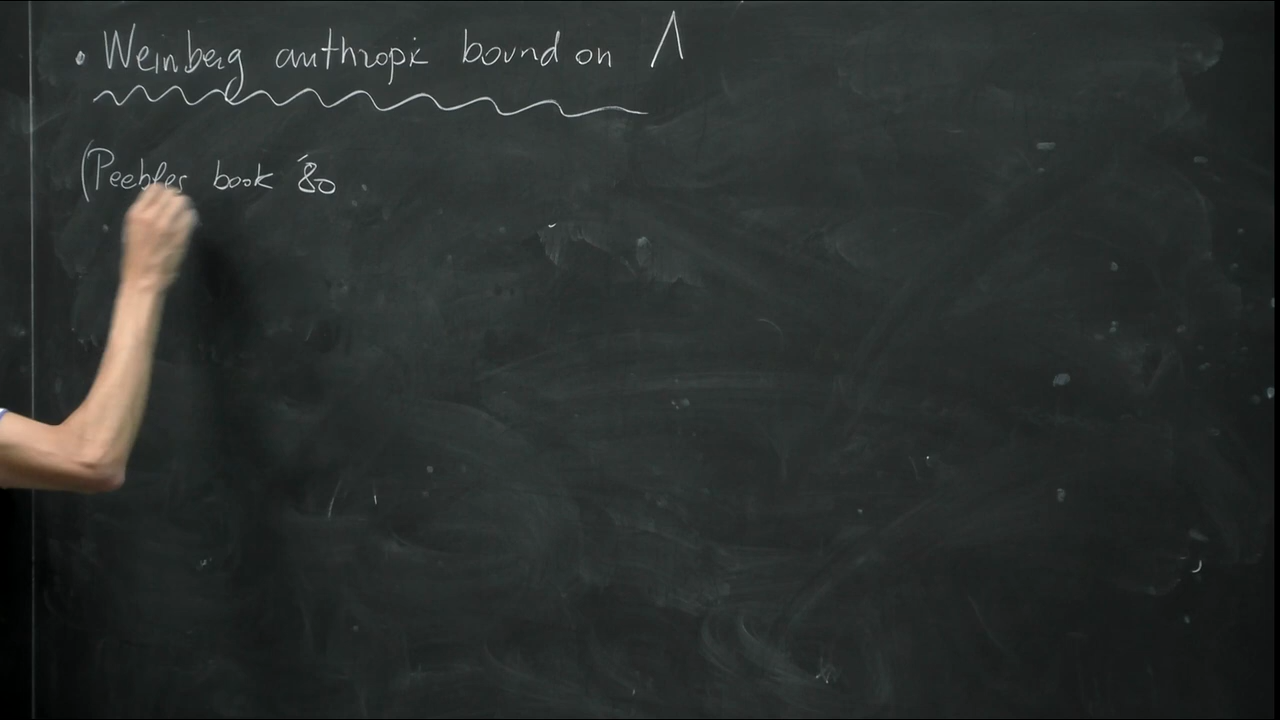 • Weinberg anthropic bound on Λ
(Peebles book '80